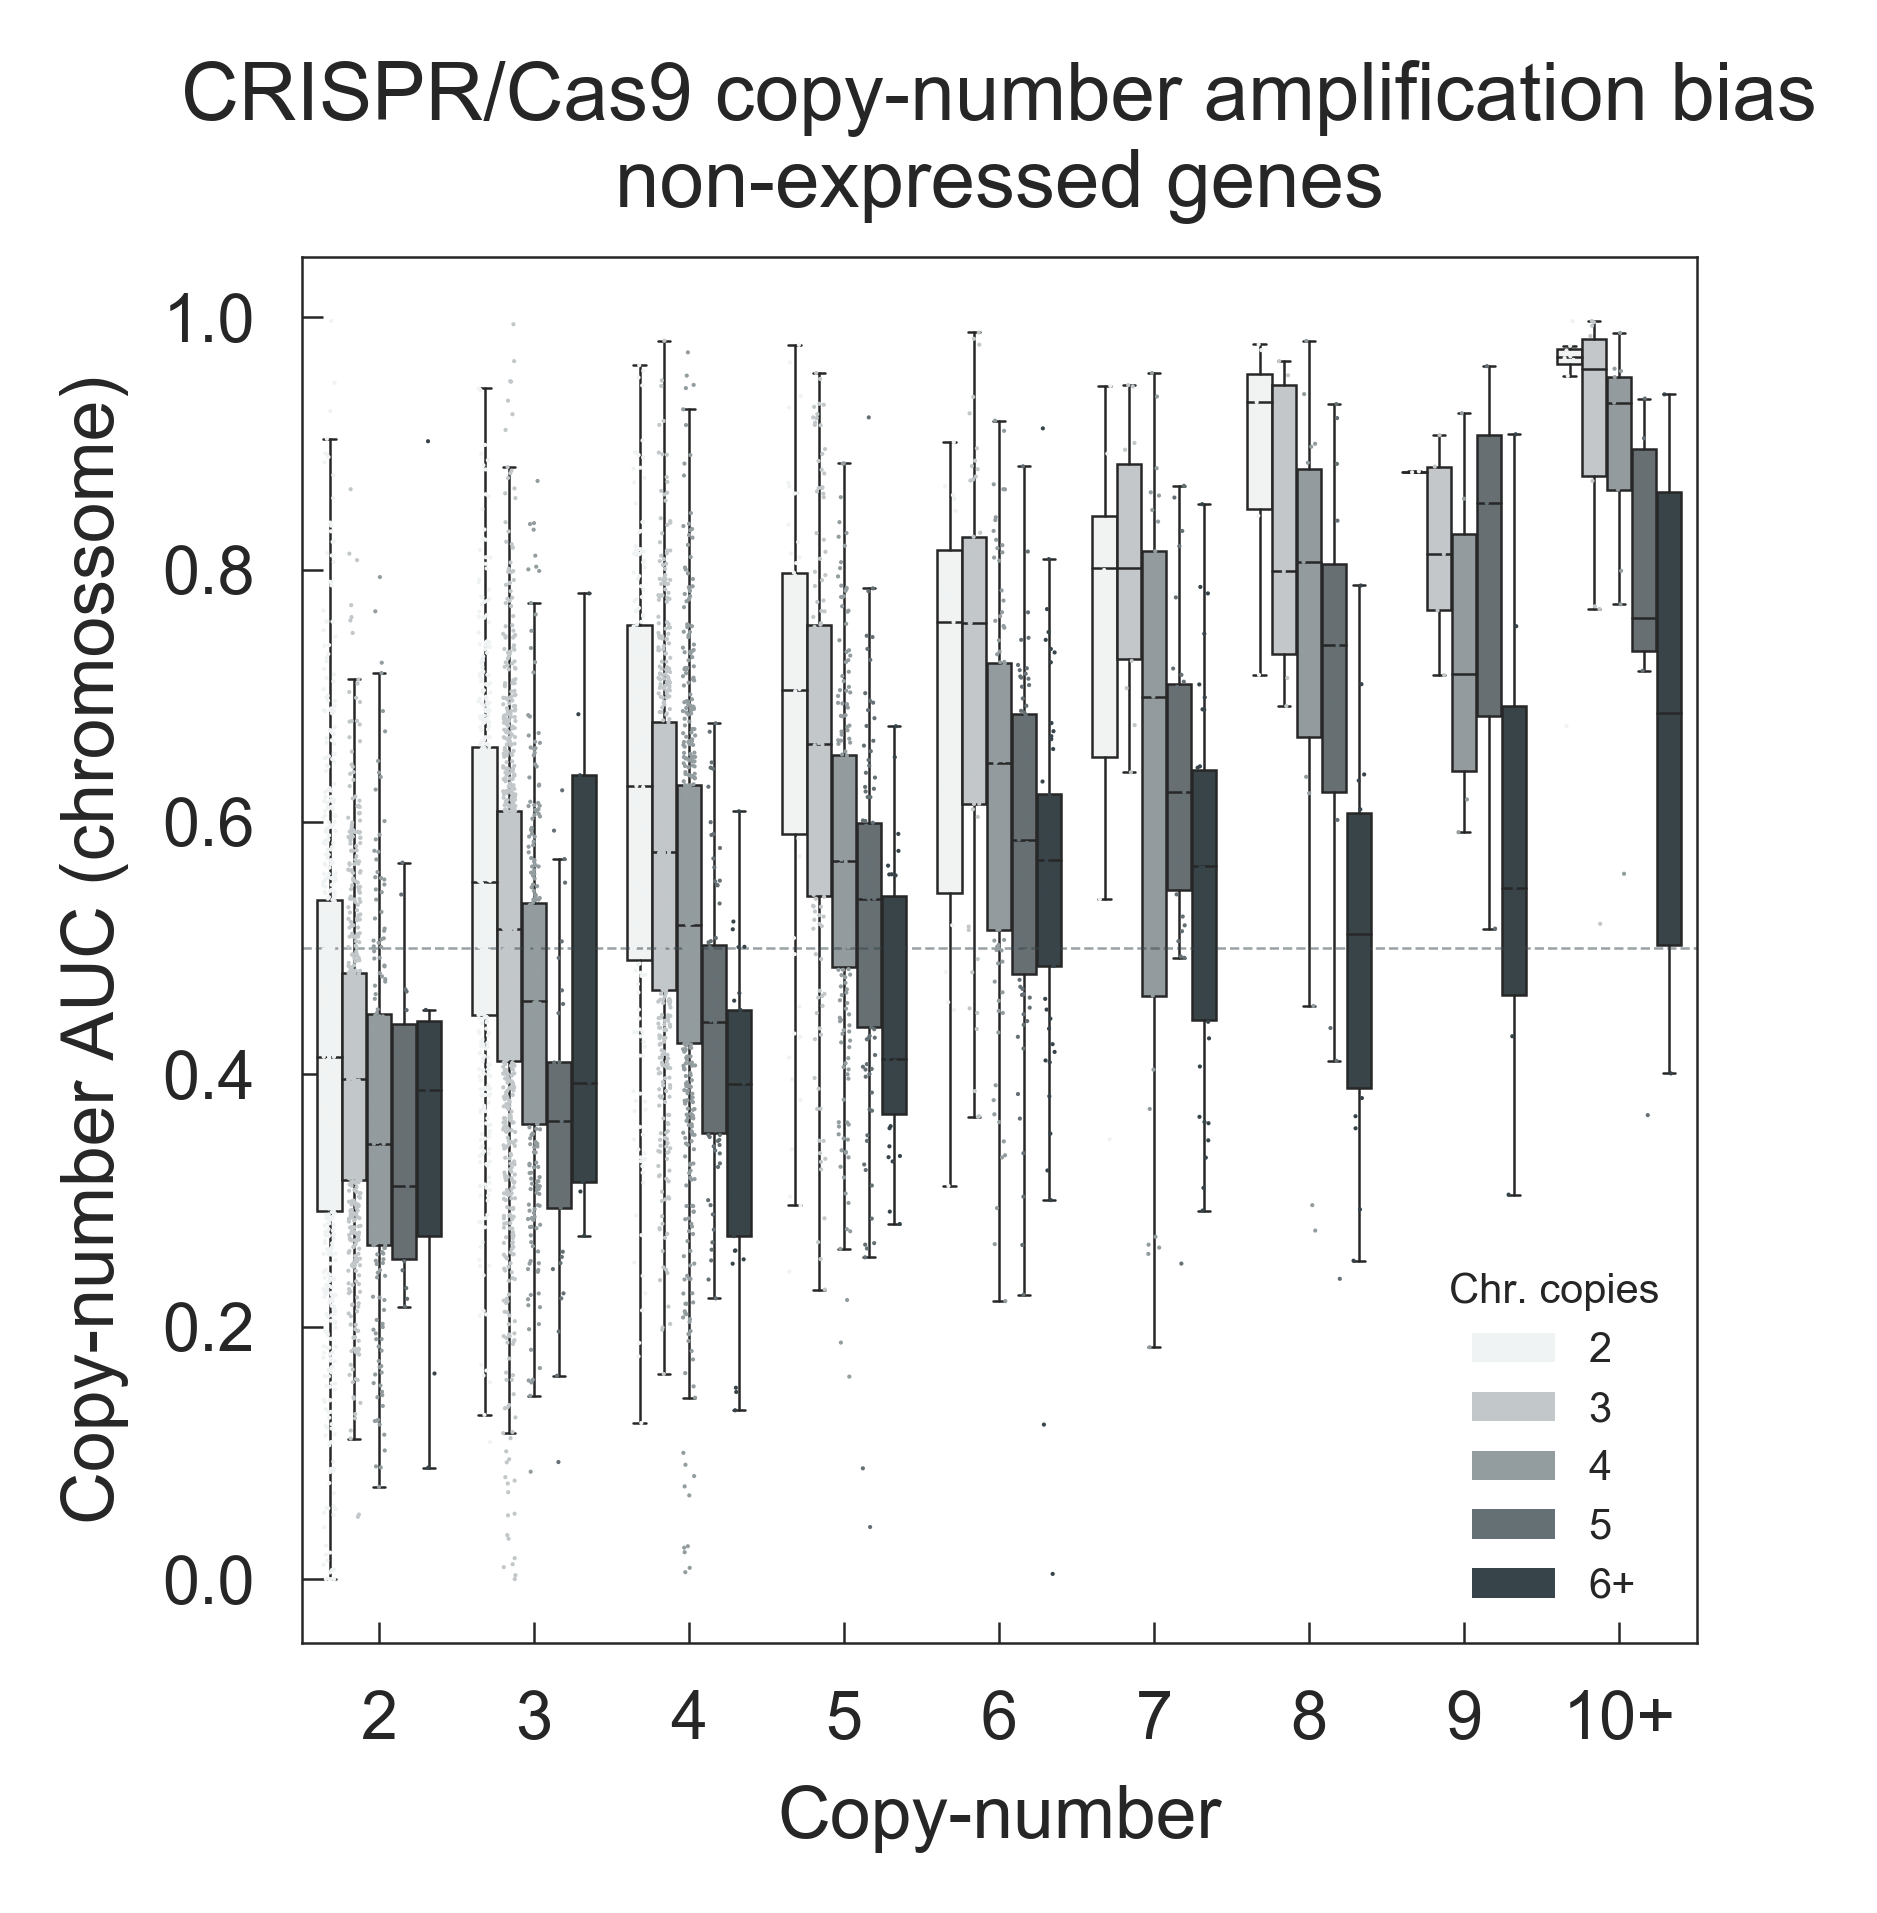 CRISPR/Cas9 copy-number amplification bias
non-expressed genes
Copy-number AUC (chromossome)
1.0
0.8
0.6
0.4
0.2
0.0
Chr. copies
2
3
4
5
6+
2 3 4 5 6 7 8 9 10+
Copy-number